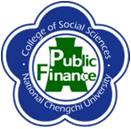 College of Social Sciences
Public
Finance
National Chengchi University